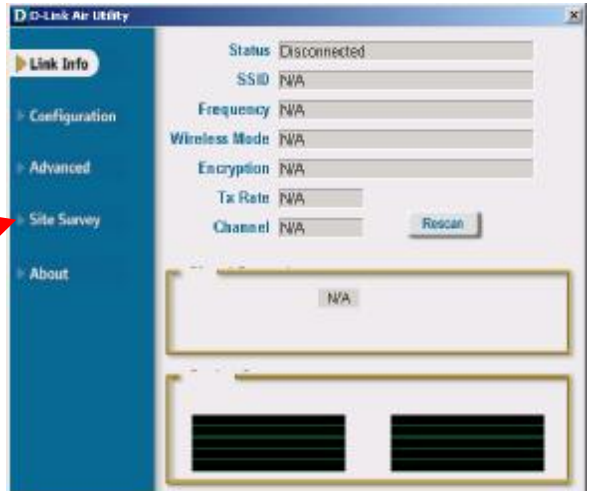 D D-Link Air Utility
Link Info
Configuration
Advanced
Site Survey
About
Status Disconnected
SSID N/A
Frequency N/A
Wireless Mode N/A
Encryption N/A
Tx Rate N/A
Channel N/A
Rescan
N/A